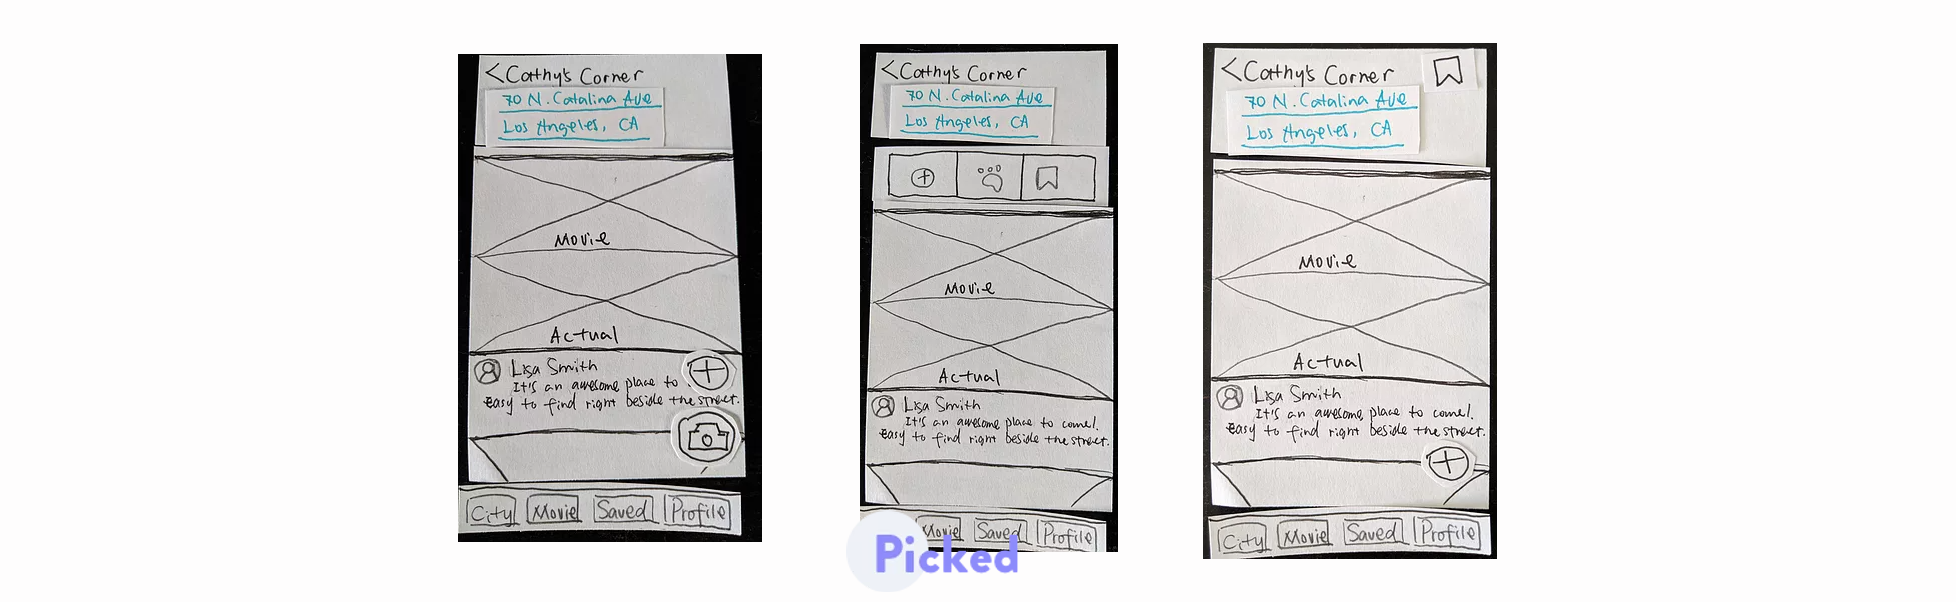 <Cathy's Corner
70 N. Catalina Ave
Los Angeles, CA
Movie
Actual
Lisa Smith
It's an awesome place to
easy to find right beside the street.
City Movie Saved Profile
<Cathy's Corner
70 N. Catalina Ave
Los Angeles, CA
Movie
Actual
Lisa Smith
It's an awesome place to come!
easy to find right beside the street.
Movie Saved Profile
Picked
<Cathy's Corner
70 N. Catalina Ave
Los Angeles, CA
Movie
Actual
Lisa Smith
It's an awesome place to come!
easy to find right beside the street.
City Movie Saved Profile